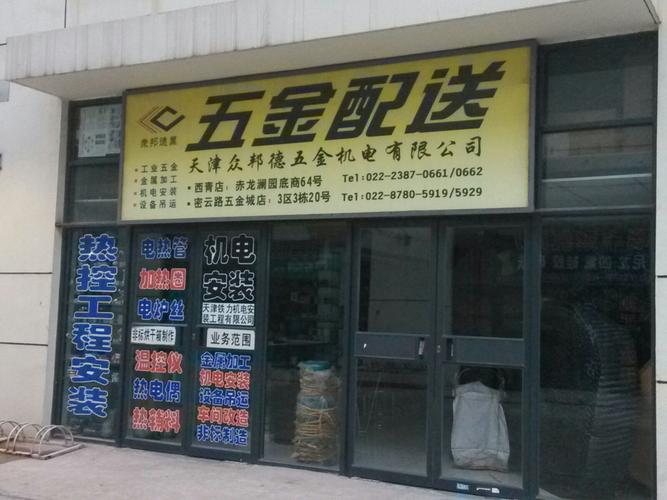 五金配送
衆邦德厲
天津众邦德五金机电有限公司
·工业五金
·金属加工
·机电安装
·设备吊运
·西青店：赤龙澜园底商64号 Tel:022-2387-0661/0662
·密云路五金城店：3区3栋20号 Tel:022-8780-5919/5929
热控工程安装
电热管
加热圈
电炉丝
非标烘干箱制作
温控仪
热电偶
热辅料
机电
安装
天津铁力机电安
装工程有限公司
业务范围
金属加工
机电安装
设备吊运
车间改造
非标制造